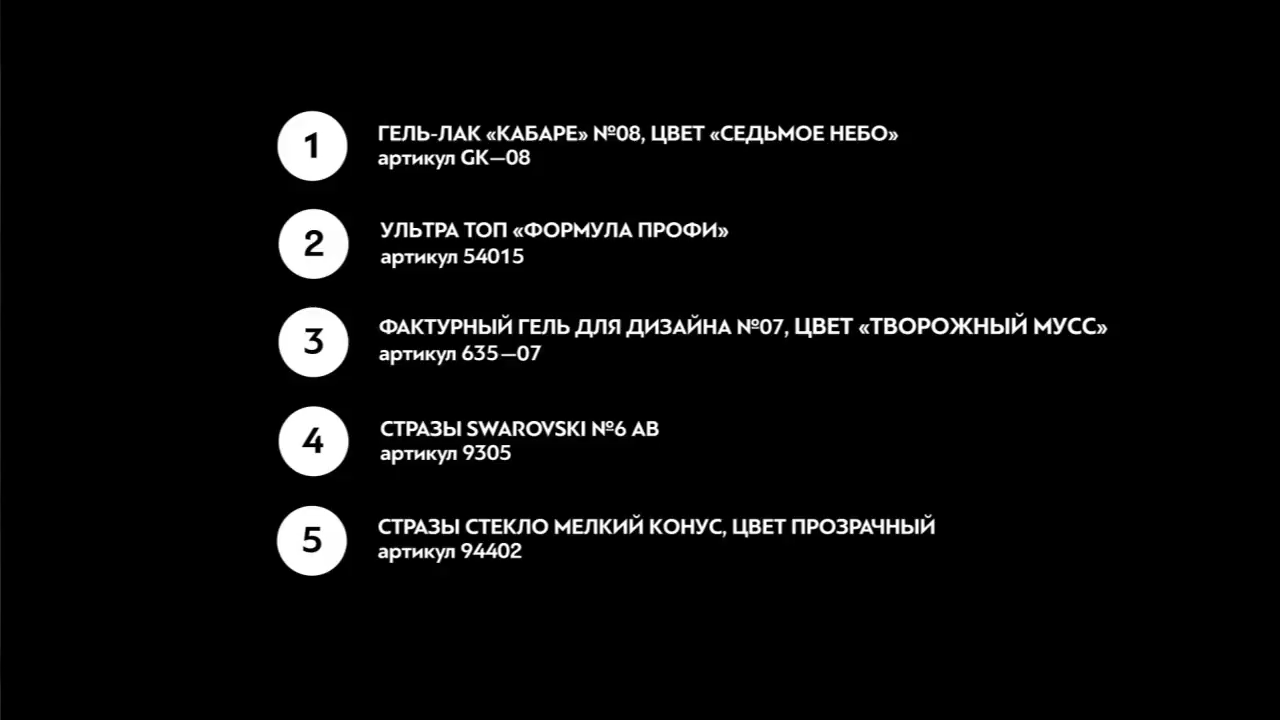 1
ГЕЛЬ-ЛАК «КАБАРЕ» №08, ЦВЕТ «СЕДЬМОЕ НЕБО»
артикул GK—08
2
УЛЬТРА ТОП «ФОРМУЛА ПРОФИ»
артикул 54015
3
ФАКТУРНЫЙ ГЕЛЬ ДЛЯ ДИЗАЙНА №07, ЦВЕТ «ТВОРОЖНЫЙ МУСС»
артикул 635—07
4
СТРАЗЫ SWAROVSKI №6 AB
артикул 9305
5
СТРАЗЫ СТЕКЛО МЕЛКИЙ КОНУС, ЦВЕТ ПРОЗРАЧНЫЙ
артикул 94402